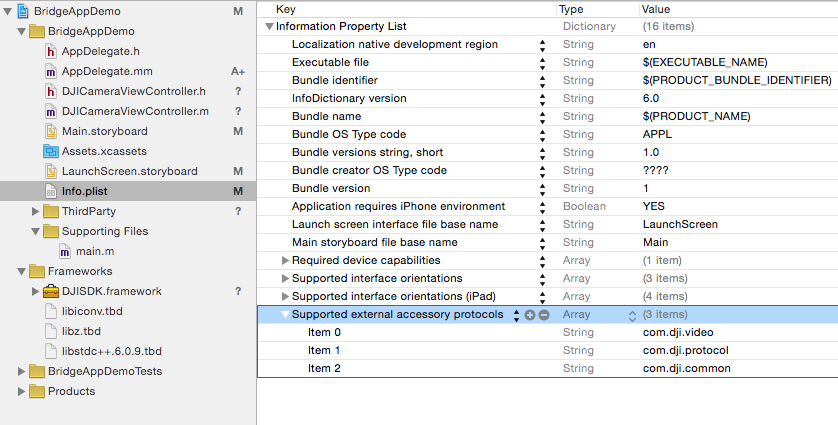 BridgeAppDemo M
BridgeAppDemo
AppDelegate.h
AppDelegate.mm A+
DJICameraViewController.h ?
DJICameraViewController.m ?
Main.storyboard M
Assets.xcassets
LaunchScreen.storyboard M
Info.plist M
ThirdParty ?
Supporting Files
main.m
Frameworks
DJISDK.framework ?
libiconv.tbd
libz.tbd
libstdc++.6.0.9.tbd
BridgeAppDemoTests
Products
Key Type Value
Information Property List Dictionary (16 items)
Localization native development region String en
Executable file String $(EXECUTABLE_NAME)
Bundle identifier String $(PRODUCT_BUNDLE_IDENTIFIER)
InfoDictionary version String 6.0
Bundle name String $(PRODUCT_NAME)
Bundle OS Type code String APPL
Bundle versions string, short String 1.0
Bundle creator OS Type code String ????
Bundle version String 1
Application requires iPhone environment Boolean YES
Launch screen interface file base name String LaunchScreen
Main storyboard file base name String Main
Required device capabilities Array (1 item)
Supported interface orientations Array (3 items)
Supported interface orientations (iPad) Array (4 items)
Supported external accessory protocols Array (3 items)
Item 0 String com.dji.video
Item 1 String com.dji.protocol
Item 2 String com.dji.common